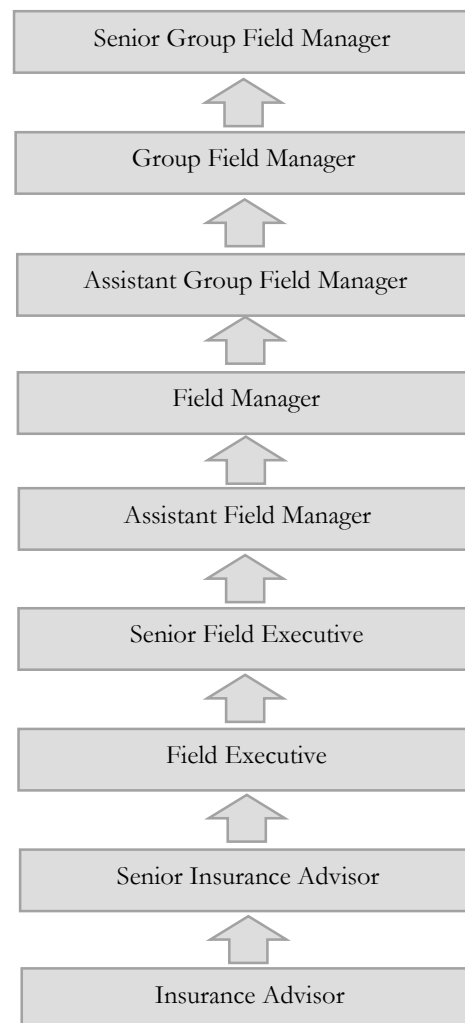 Senior Group Field Manager
Group Field Manager
Assistant Group Field Manager
Field Manager
Assistant Field Manager
Senior Field Executive
Field Executive
Senior Insurance Advisor
Insurance Advisor